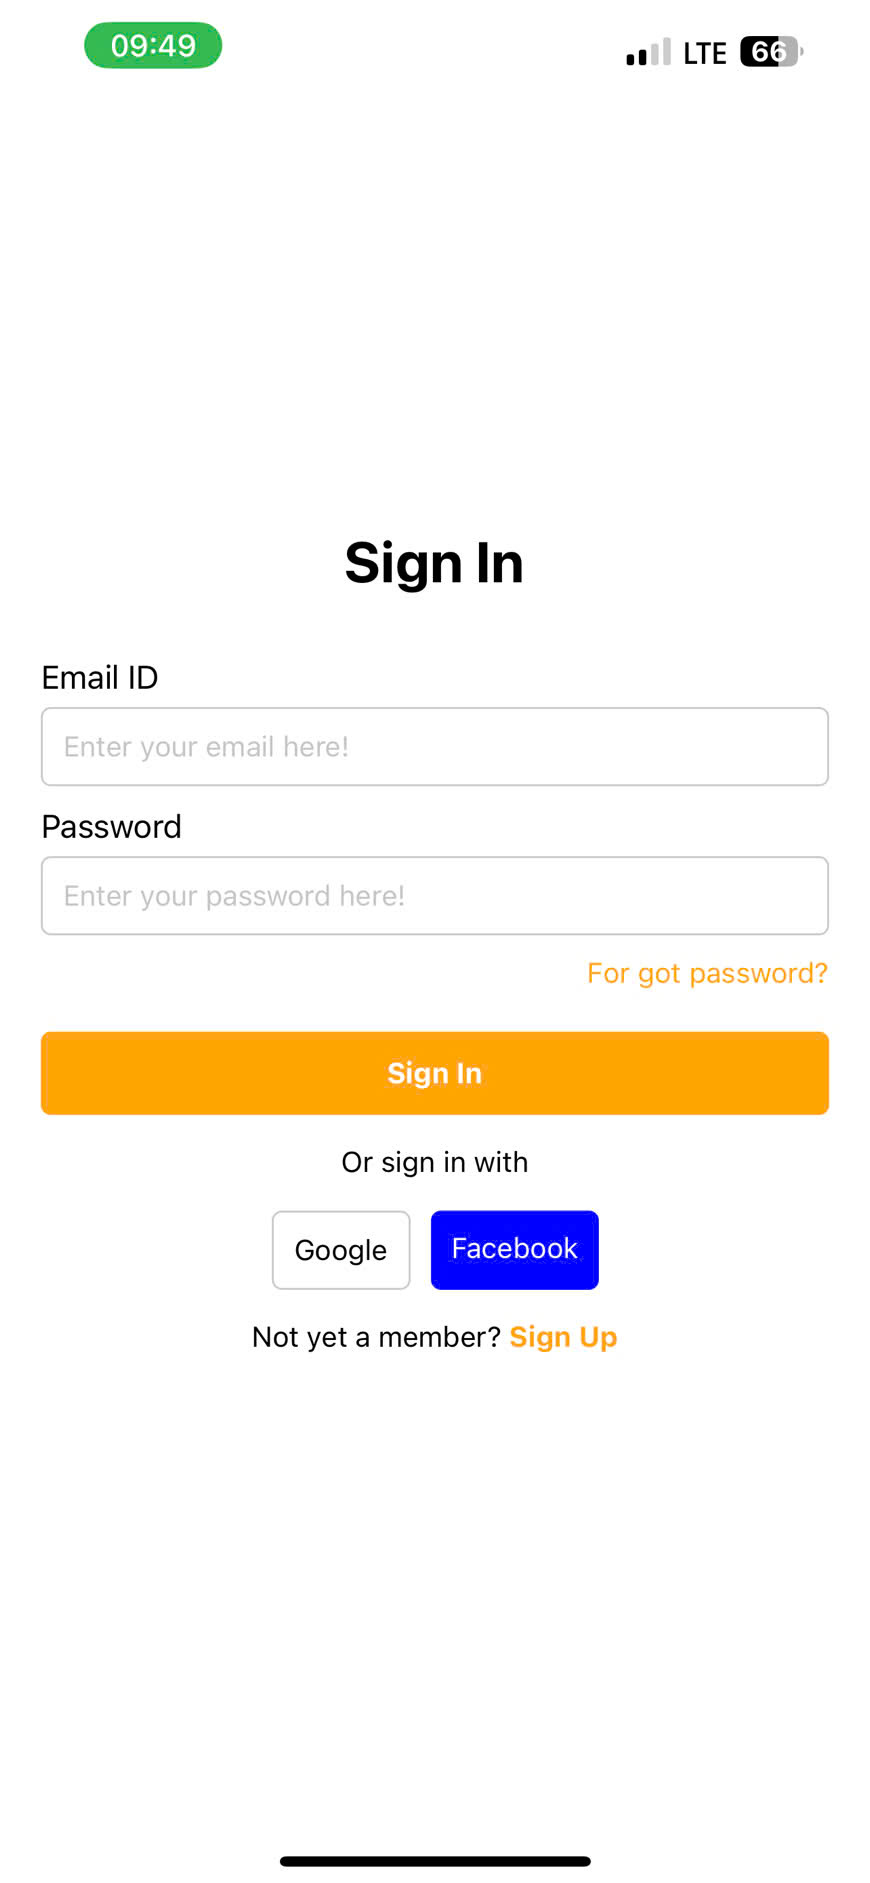 09:49 LTE 66
Sign In
Email ID
Enter your email here!
Password
Enter your password here!
For got password?
Sign In
Or sign in with
Google Facebook
Not yet a member? Sign Up